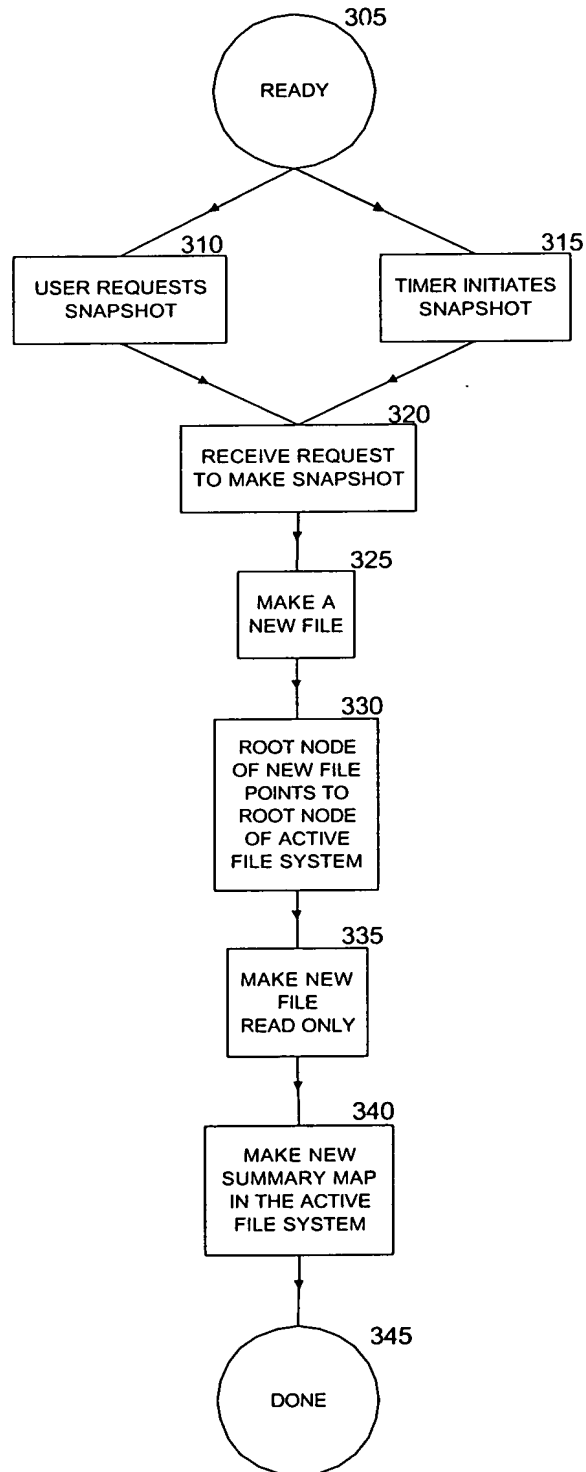 305
READY
310
USER REQUESTS
SNAPSHOT
315
TIMER INITIATES
SNAPSHOT
320
RECEIVE REQUEST
TO MAKE SNAPSHOT
325
MAKE A
NEW FILE
330
ROOT NODE
OF NEW FILE
POINTS TO
ROOT NODE
OF ACTIVE
FILE SYSTEM
335
MAKE NEW
FILE
READ ONLY
340
MAKE NEW
SUMMARY MAP
IN THE ACTIVE
FILE SYSTEM
345
DONE